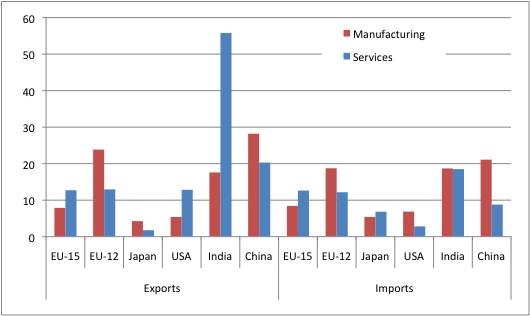 60
50
40
30
20
10
0
Manufacturing
Services
EU-15 EU-12 Japan USA India China EU-15 EU-12 Japan USA India China
Exports Imports